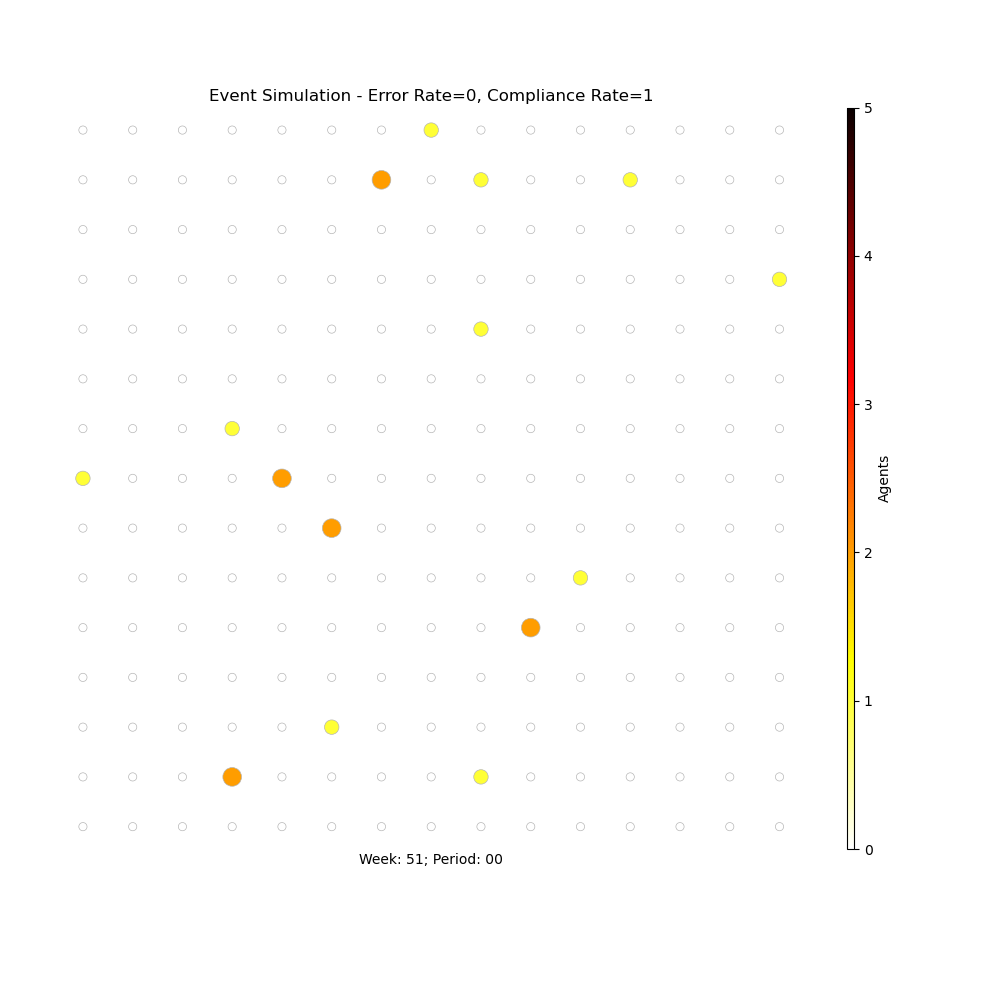 Event Simulation - Error Rate=0, Compliance Rate=1
5
4
3
2
1
0
Agents
Week: 51; Period: 00